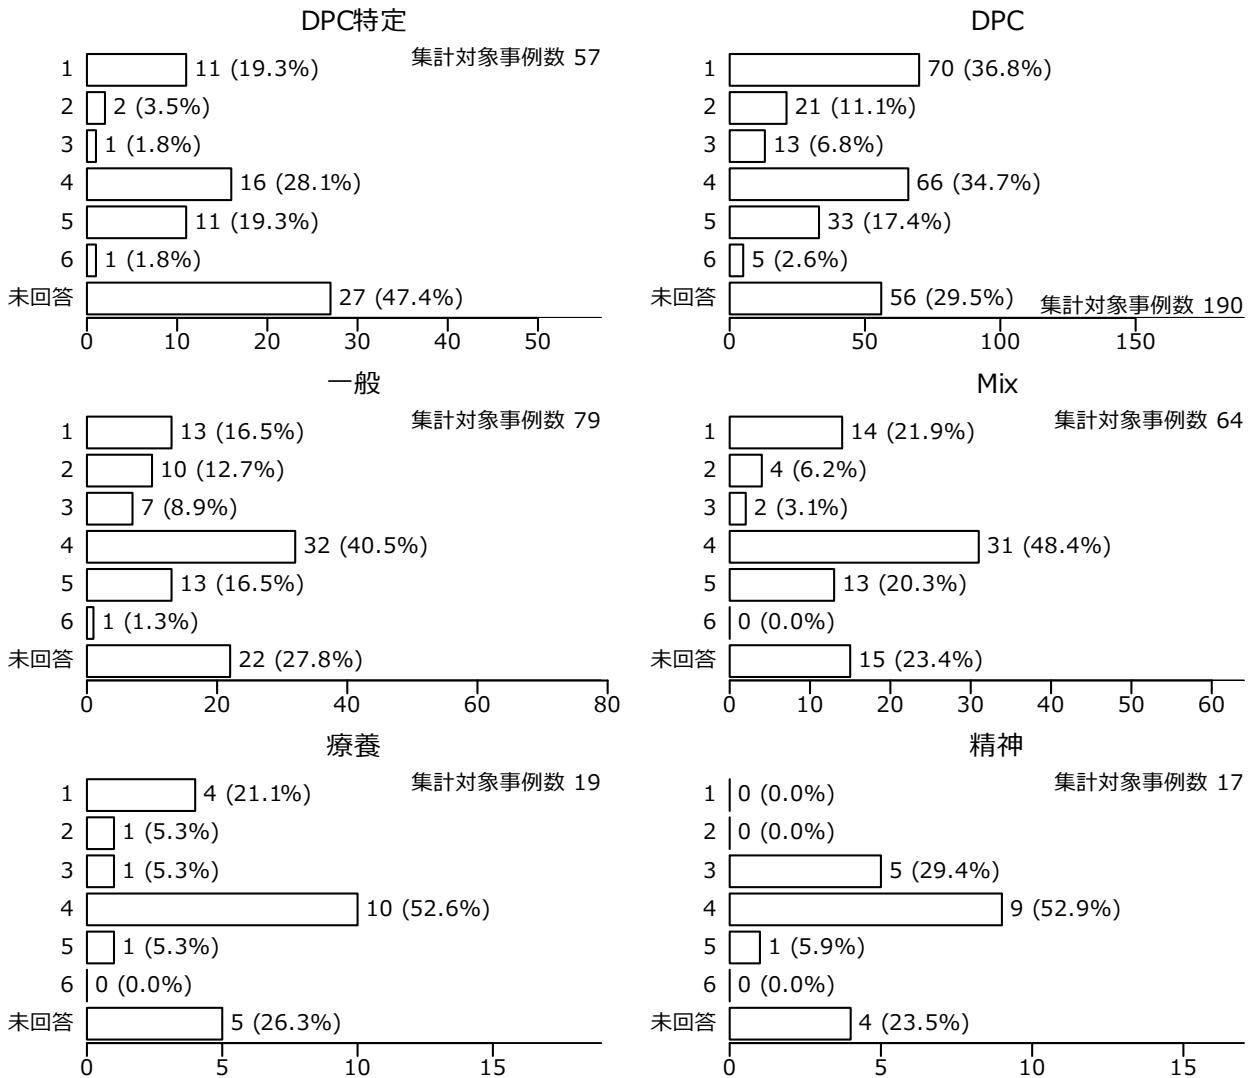 DPC特定
集計対象事例数 57
1 11 (19.3%)
2 2 (3.5%)
3 1 (1.8%)
4 16 (28.1%)
5 11 (19.3%)
6 1 (1.8%)
未回答 27 (47.4%)
0 10 20 30 40 50
DPC
1 70 (36.8%)
2 21 (11.1%)
3 13 (6.8%)
4 66 (34.7%)
5 33 (17.4%)
6 5 (2.6%)
未回答 56 (29.5%)
集計対象事例数 190
0 50 100 150
一般
集計対象事例数 79
1 13 (16.5%)
2 10 (12.7%)
3 7 (8.9%)
4 32 (40.5%)
5 13 (16.5%)
6 1 (1.3%)
未回答 22 (27.8%)
0 20 40 60 80
Mix
集計対象事例数 64
1 14 (21.9%)
2 4 (6.2%)
3 2 (3.1%)
4 31 (48.4%)
5 13 (20.3%)
6 0 (0.0%)
未回答 15 (23.4%)
0 10 20 30 40 50 60
療養
集計対象事例数 19
1 4 (21.1%)
2 1 (5.3%)
3 1 (5.3%)
4 10 (52.6%)
5 1 (5.3%)
6 0 (0.0%)
未回答 5 (26.3%)
0 5 10 15
精神
集計対象事例数 17
1 0 (0.0%)
2 0 (0.0%)
3 5 (29.4%)
4 9 (52.9%)
5 1 (5.9%)
6 0 (0.0%)
未回答 4 (23.5%)
0 5 10 15